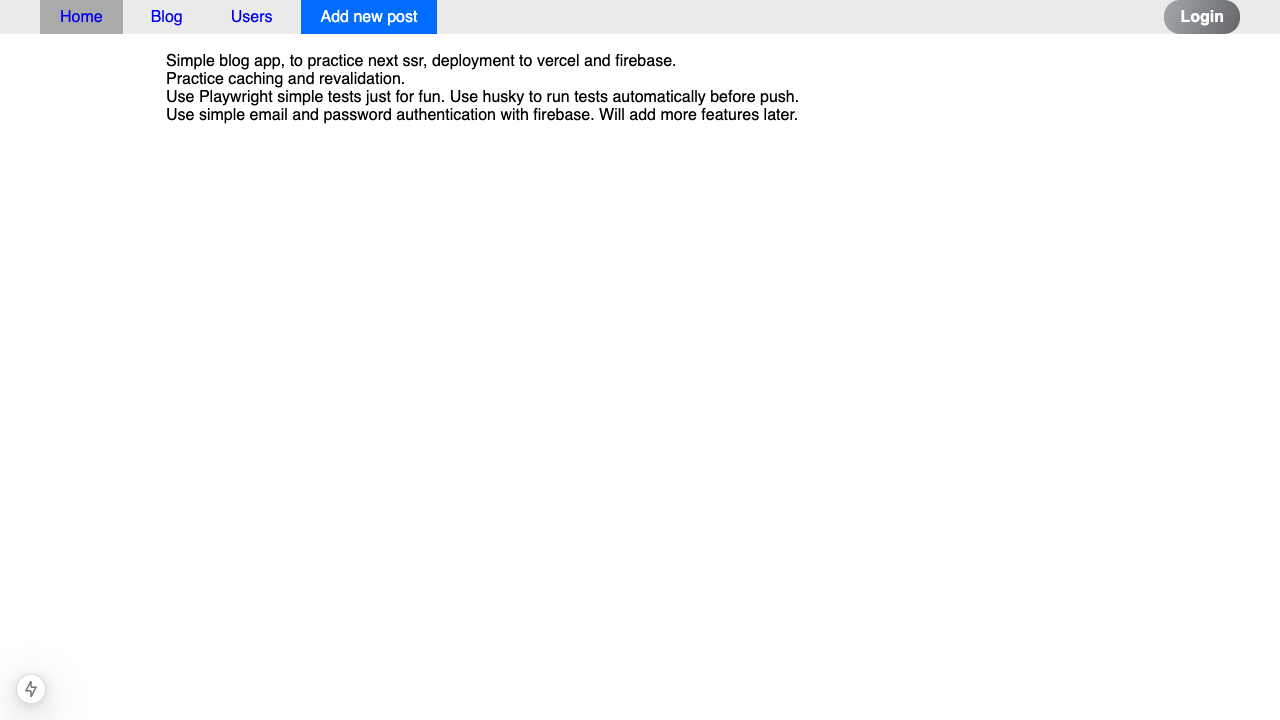 Home Blog Users Add new post Login
Simple blog app, to practice next ssr, deployment to vercel and firebase.
Practice caching and revalidation.
Use Playwright simple tests just for fun. Use husky to run tests automatically before push.
Use simple email and password authentication with firebase. Will add more features later.